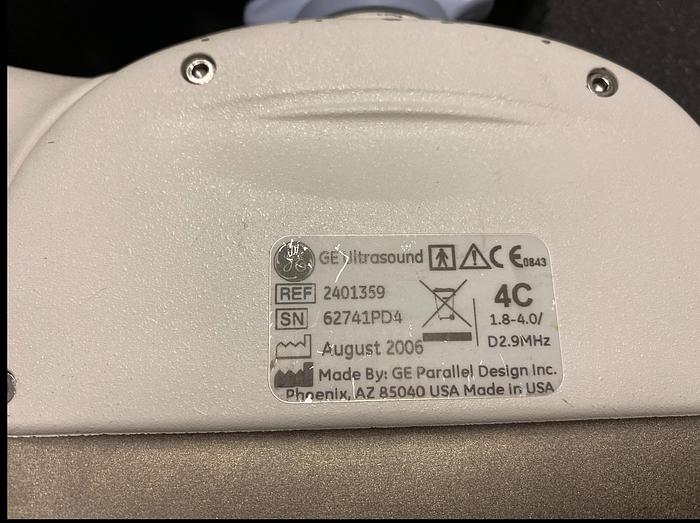 GE Ultrasound CE0843
REF 2401359
SN 62741PD4
August 2006
4C
1.8-4.0/
D2.9MHz
Made By: GE Parallel Design Inc.
Phoenix, AZ 85040 USA Made in USA